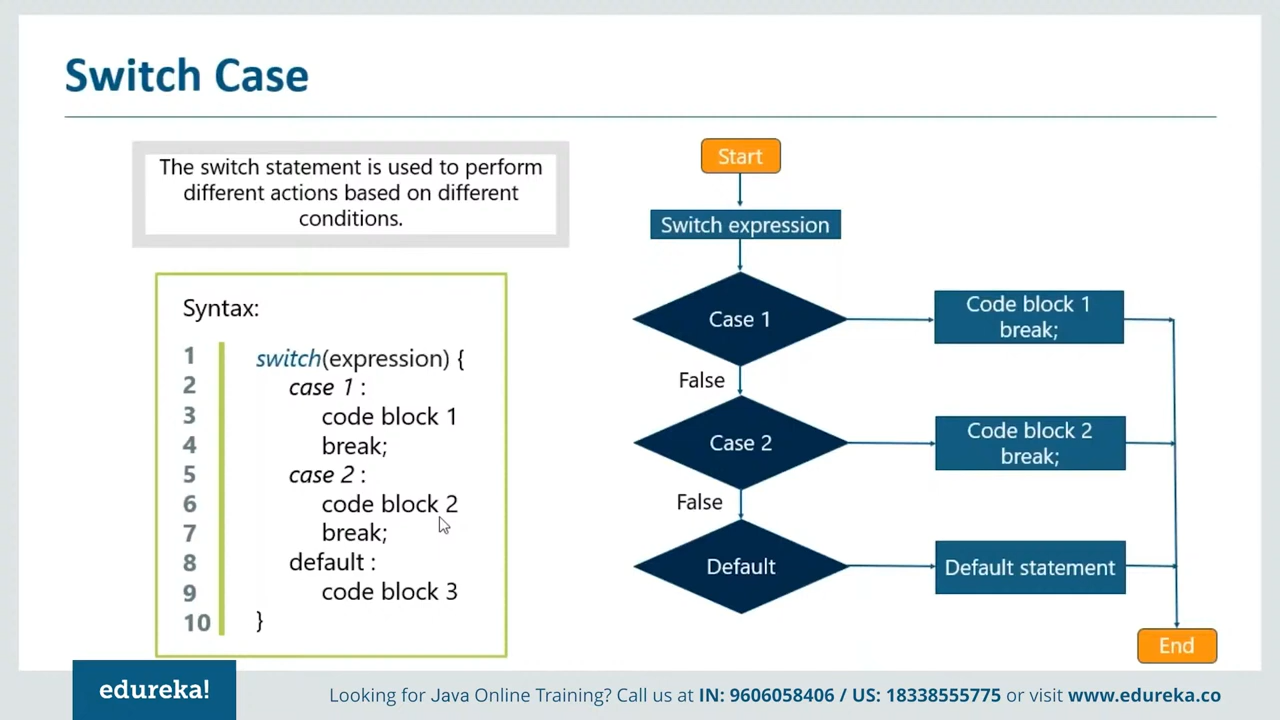 Switch Case
The switch statement is used to perform
different actions based on different
conditions.
Syntax:
1 switch(expression) {
2 case 1 :
3 code block 1
4 break;
5 case 2 :
6 code block 2
7 break;
8 default :
9 code block 3
10 }
Start
Switch expression
Case 1
Code block 1
break;
False
Case 2
Code block 2
break;
False
Default
Default statement
End
edureka!
Looking for Java Online Training? Call us at IN: 9606058406 / US: 18338555775 or visit www.edureka.co